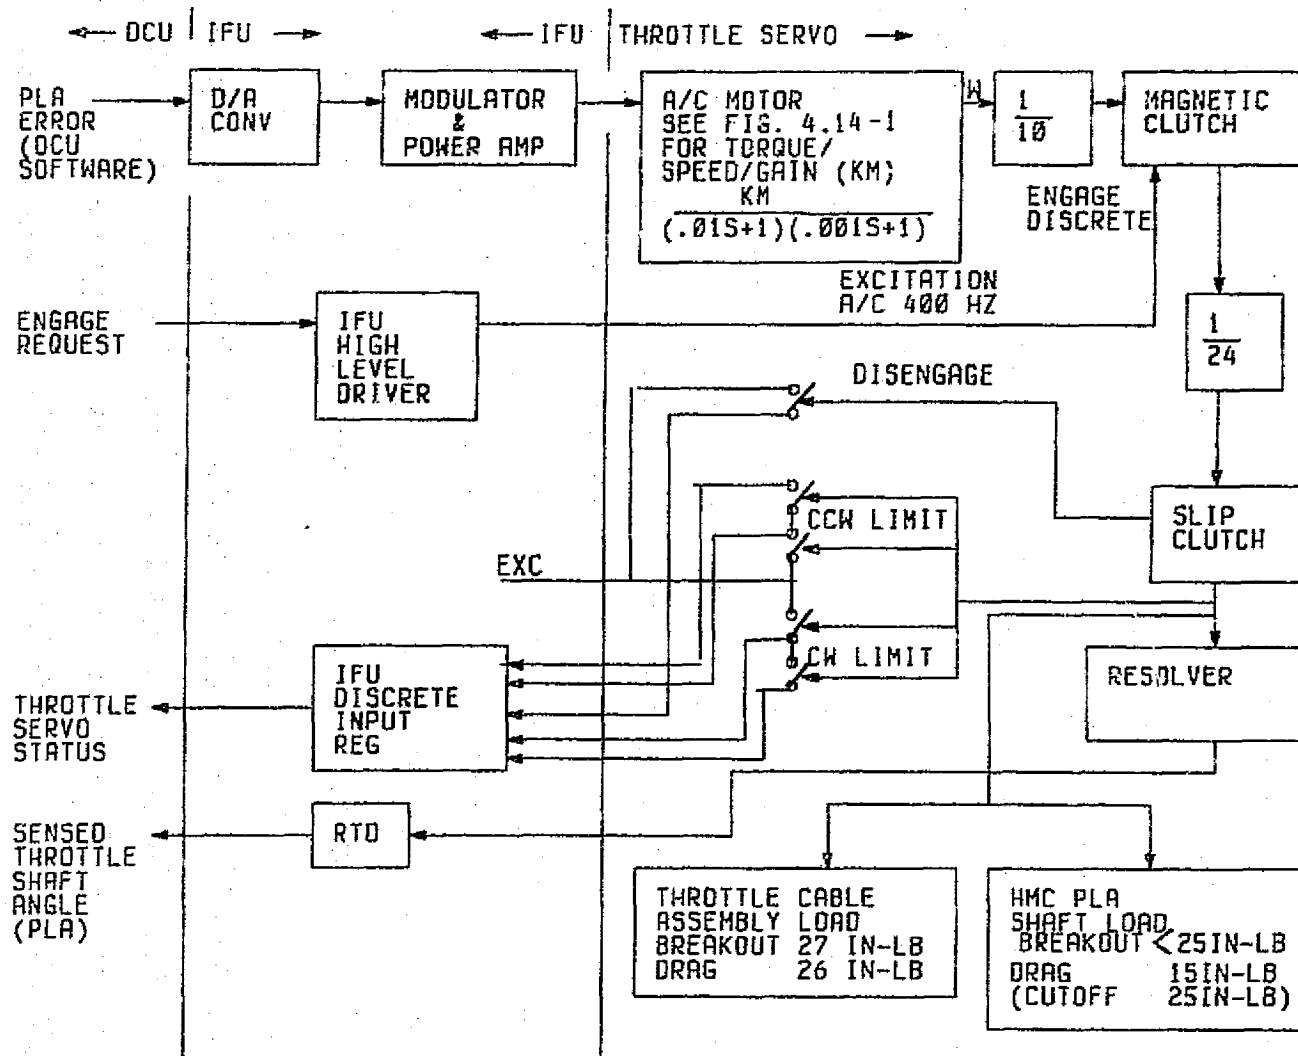 DCU IFU
IFU THROTTLE SERVO
PLA
ERROR
(DCU
SOFTWARE)
D/A
CONV
MODULATOR
&
POWER AMP
A/C MOTOR
SEE FIG. 4.14-1
FOR TORQUE/
SPEED/GAIN (KM)
KM
(.01S+1)(.001S+1)
W
1
10
MAGNETIC
CLUTCH
ENGAGE
DISCRETE
EXCITATION
A/C 400 HZ
ENGAGE
REQUEST
IFU
HIGH
LEVEL
DRIVER
1
24
DISENGAGE
SLIP
CLUTCH
CCW LIMIT
EXC
CW LIMIT
RESOLVER
THROTTLE
SERVO
STATUS
IFU
DISCRETE
INPUT
REG
SENSED
THROTTLE
SHAFT
ANGLE
(PLA)
RTD
THROTTLE CABLE
ASSEMBLY LOAD
BREAKOUT 27 IN-LB
DRAG 26 IN-LB
HMC PLA
SHAFT LOAD
BREAKOUT < 25IN-LB
DRAG 15IN-LB
(CUTOFF 25IN-LB)